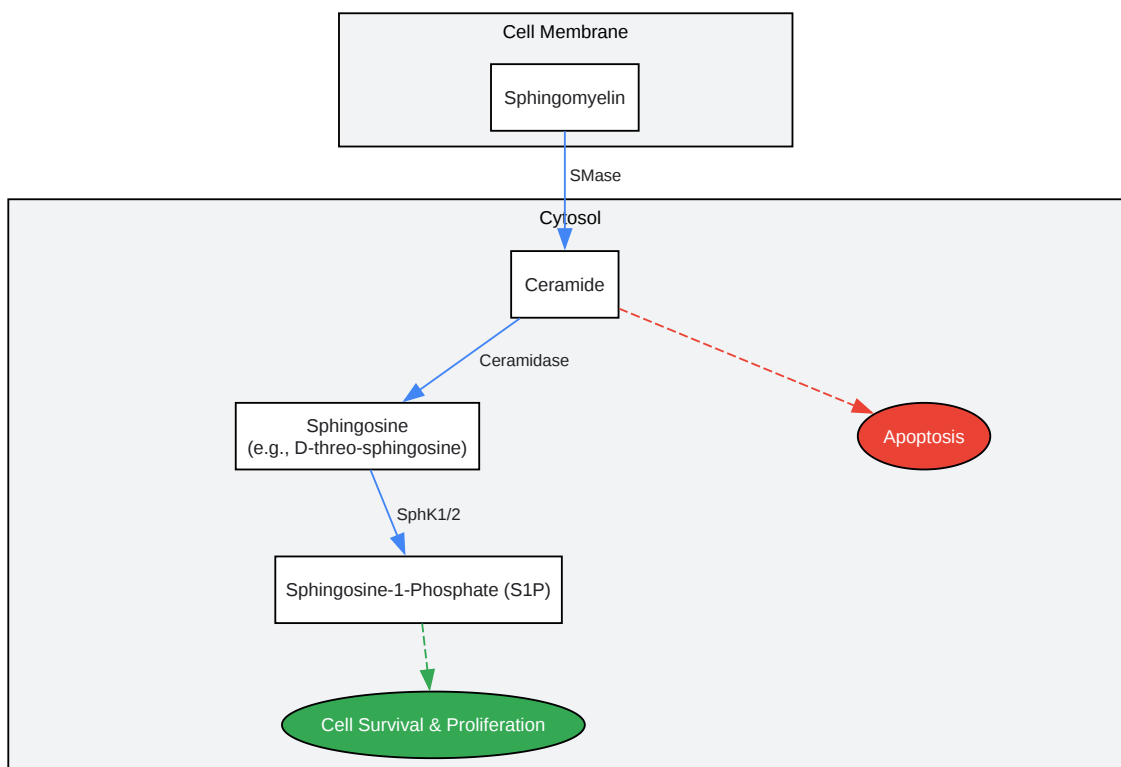 Cell Membrane
Sphingomyelin
SMase
Cytosol
Ceramide
Ceramidase
Sphingosine
(e.g., D-threo-sphingosine)
Apoptosis
SphK1/2
Sphingosine-1-Phosphate (S1P)
Cell Survival & Proliferation